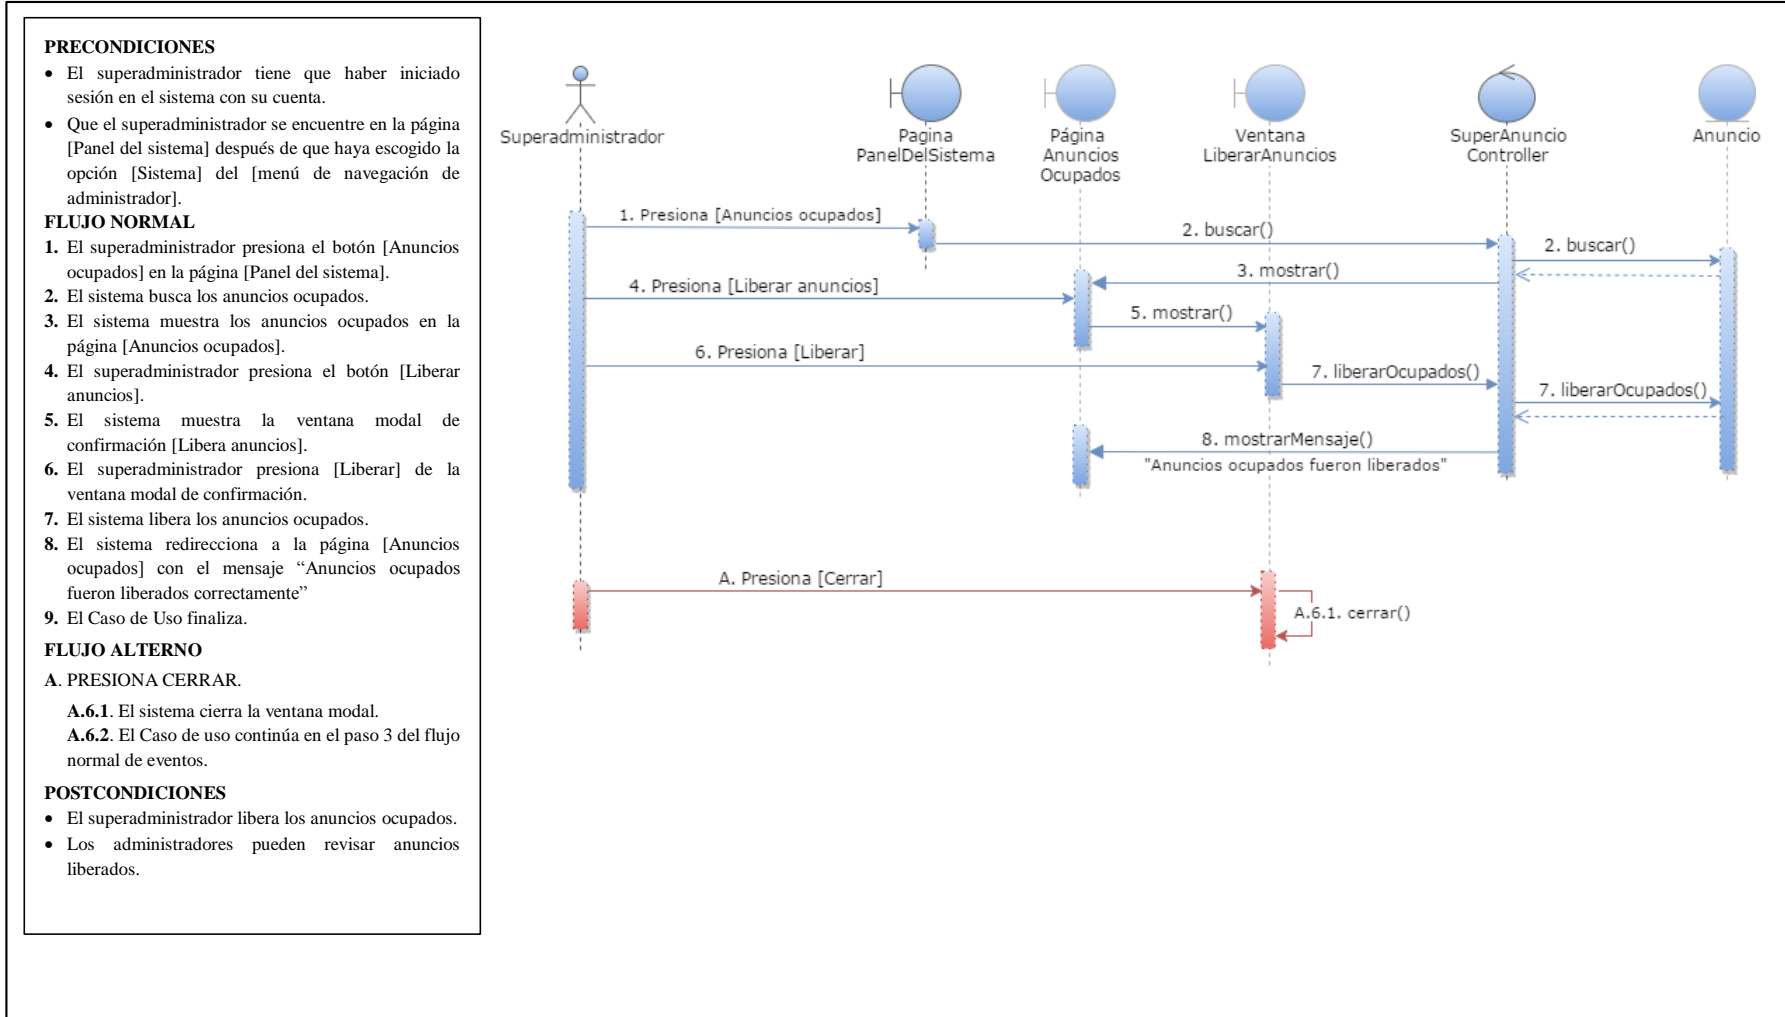 PRECONDICIONES
• El superadministrador tiene que haber iniciado
sesión en el sistema con su cuenta.
• Que el superadministrador se encuentre en la página
[Panel del sistema] después de que haya escogido la
opción [Sistema] del [menú de navegación de
administrador].
FLUJO NORMAL
1. El superadministrador presiona el botón [Anuncios
ocupados] en la página [Panel del sistema].
2. El sistema busca los anuncios ocupados.
3. El sistema muestra los anuncios ocupados en la
página [Anuncios ocupados].
4. El superadministrador presiona el botón [Liberar
anuncios].
5. El sistema muestra la ventana modal de
confirmación [Libera anuncios].
6. El superadministrador presiona [Liberar] de la
ventana modal de confirmación.
7. El sistema libera los anuncios ocupados.
8. El sistema redirecciona a la página [Anuncios
ocupados] con el mensaje “Anuncios ocupados
fueron liberados correctamente”
9. El Caso de Uso finaliza.
FLUJO ALTERNO
A. PRESIONA CERRAR.
A.6.1. El sistema cierra la ventana modal.
A.6.2. El Caso de uso continúa en el paso 3 del flujo
normal de eventos.
POSTCONDICIONES
• El superadministrador libera los anuncios ocupados.
• Los administradores pueden revisar anuncios
liberados.
Superadministrador
Pagina
PanelDelSistema
Página
Anuncios
Ocupados
Ventana
LiberarAnuncios
SuperAnuncio
Controller
Anuncio
1. Presiona [Anuncios ocupados]
2. buscar()
2. buscar()
3. mostrar()
4. Presiona [Liberar anuncios]
5. mostrar()
6. Presiona [Liberar]
7. liberarOcupados()
7. liberarOcupados()
8. mostrarMensaje()
"Anuncios ocupados fueron liberados"
A. Presiona [Cerrar]
A.6.1. cerrar()